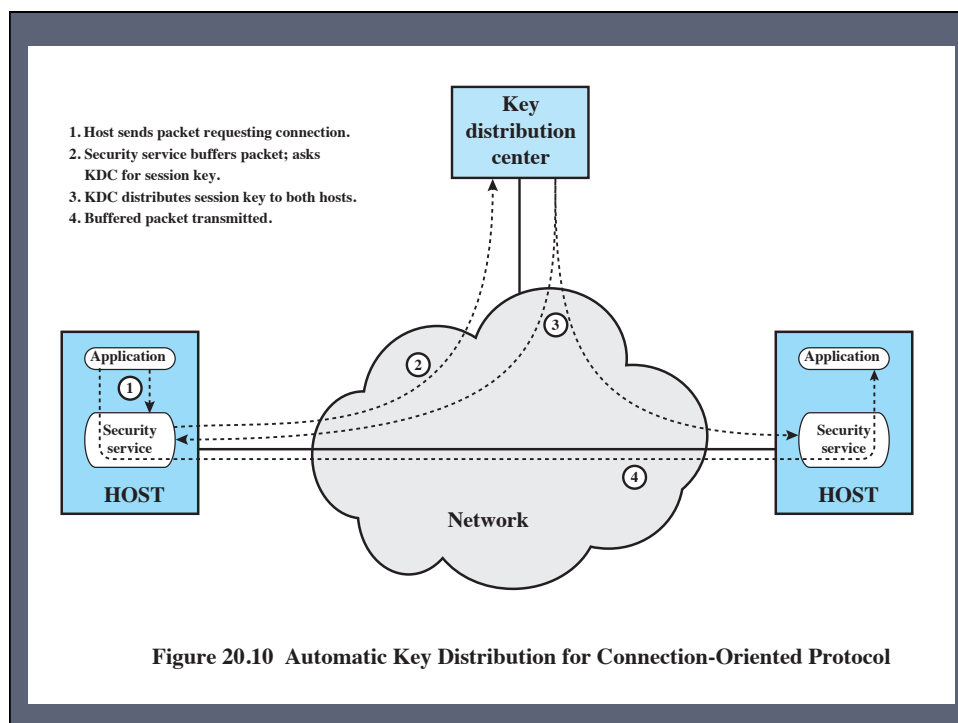 Key
distribution
center
1. Host sends packet requesting connection.
2. Security service buffers packet; asks
KDC for session key.
3. KDC distributes session key to both hosts.
4. Buffered packet transmitted.
3
2
Application
1
Security
service
HOST
Application
Security
service
HOST
4
Network
Figure 20.10 Automatic Key Distribution for Connection-Oriented Protocol